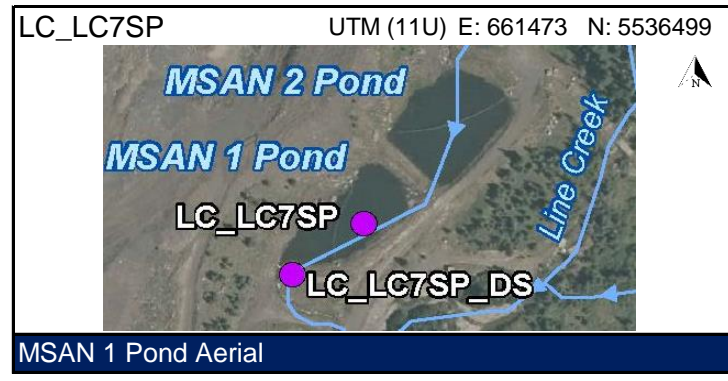 LC_LC7SP UTM (11U) E: 661473 N: 5536499
N
MSAN 2 Pond
MSAN 1 Pond
Line Creek
LC_LC7SP
LC_LC7SP_DS
MSAN 1 Pond Aerial